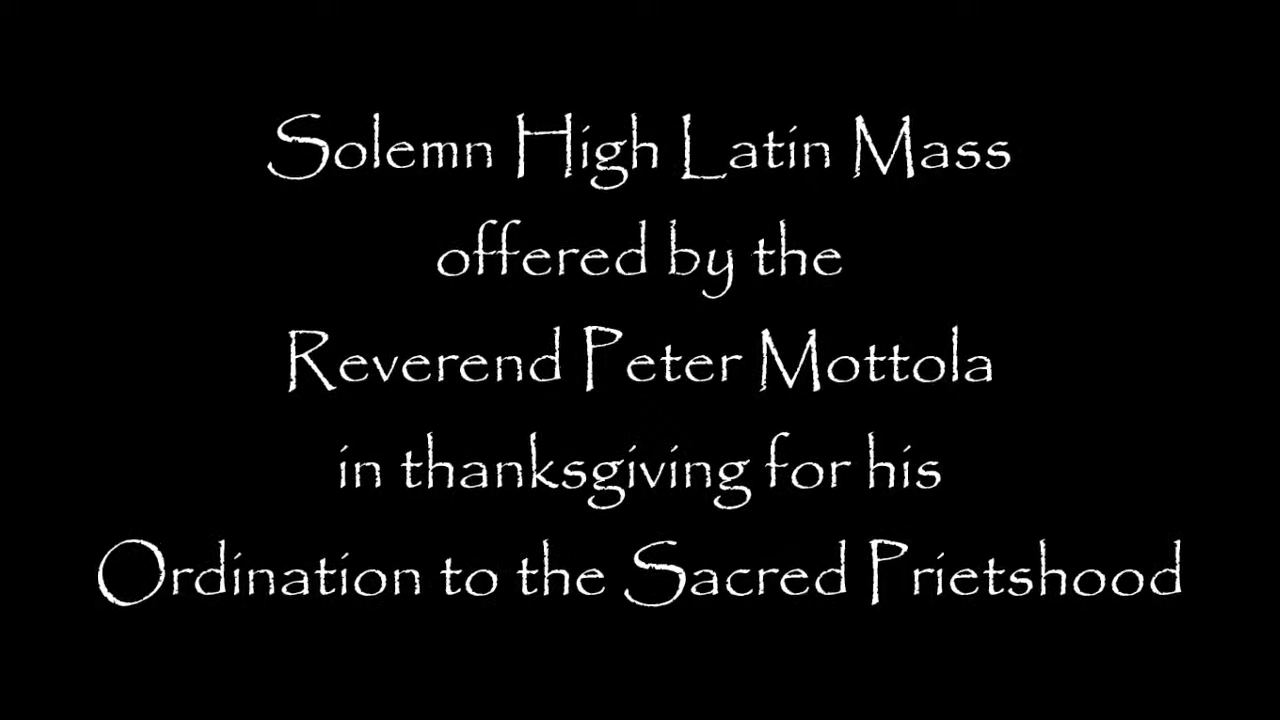 Solemn High Latin Mass
offered by the
Reverend Peter Mottola
in thanksgiving for his
Ordination to the Sacred Prietshood